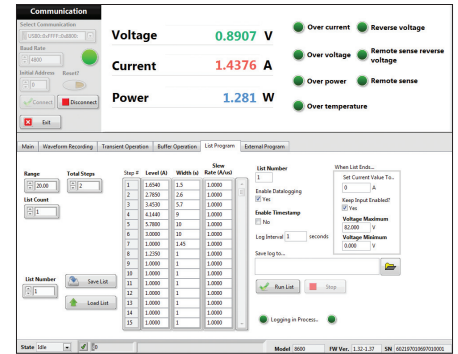 Communication
Select Communication
USB0::0xFFFF::0x8800::
Baud Rate
4800
Initial Address Reset?
0
Connect Disconnect
Exit
Voltage 0.8907 V
Current 1.4376 A
Power 1.281 W
Over current Reverse voltage
Over voltage Remote sense reverse voltage
Over power Remote sense
Over temperature
Main Waveform Recording Transient Operation Buffer Operation List Program External Program
Range Total Steps
20.00 2
List Count
1
List Number
1
Save List
Load List
Step # Level (A) Width (s) Slew Rate (A/us)
1 1.6540 1.5 1.0000
2 2.7850 2.6 1.0000
3 3.4530 5.7 1.0000
4 4.1440 9 1.0000
5 5.7800 10 1.0000
6 3.0000 10 1.0000
7 1.0000 1.45 1.0000
8 1.2350 1 1.0000
9 1.0000 1 1.0000
10 1.0000 1 1.0000
11 1.0000 1 1.0000
12 1.0000 1 1.0000
13 1.0000 1 1.0000
14 1.0000 1 1.0000
15 1.0000 1 1.0000
List Number
1
Enable Datalogging
Yes
Enable Timestamp
No
Log Interval 1 seconds
Save log to...
When List Ends...
Set Current Value To..
0 A
Keep Input Enabled?
Yes
Voltage Maximum
82.000 V
Voltage Minimum
0.000 V
Run List Stop
Logging in Process..
State Idle 0 Model 8600 FW Ver. 1.32-1.37 SN 602197010697010001